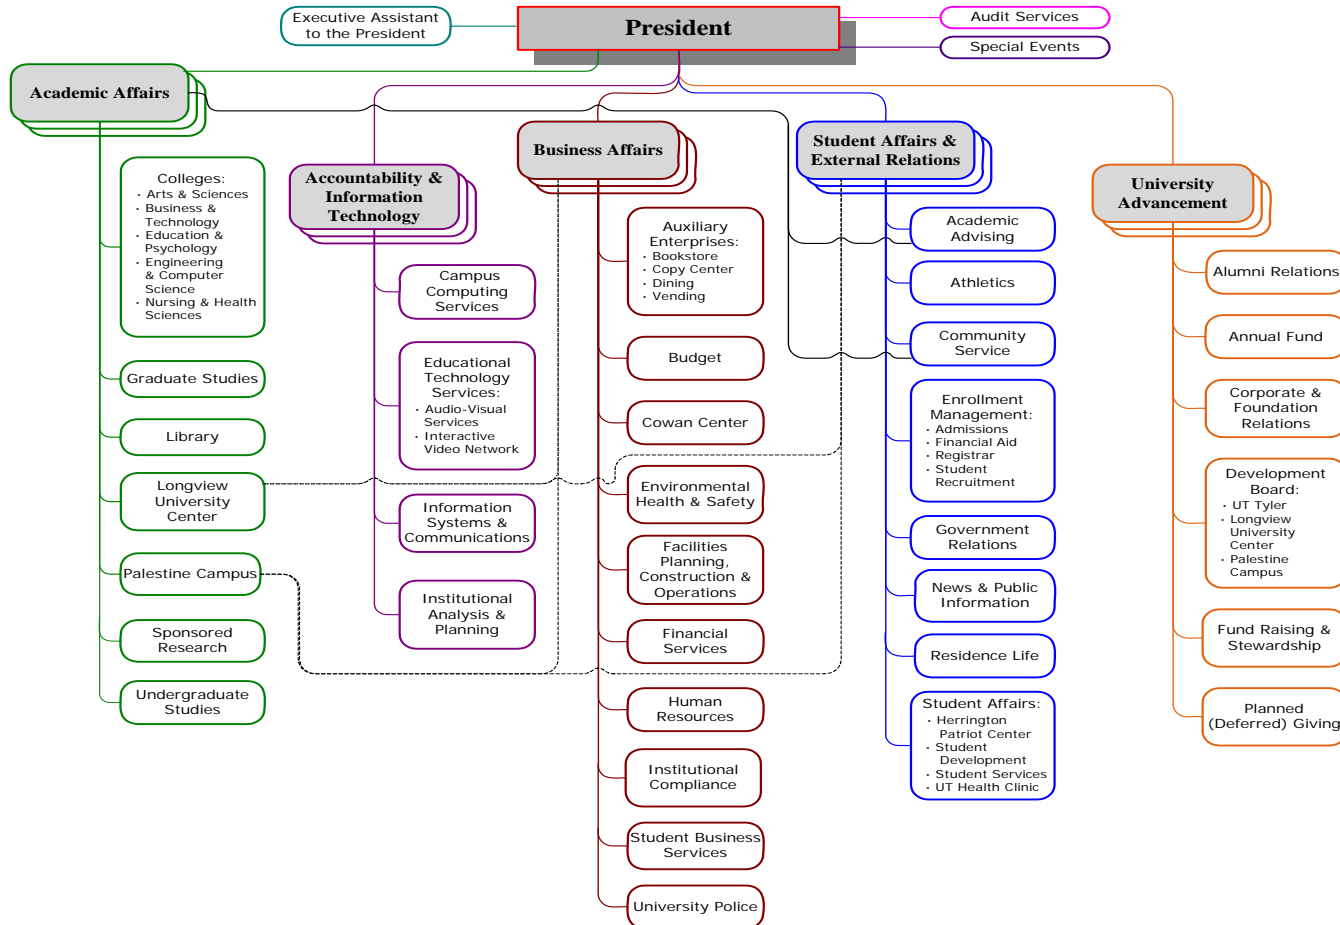 Executive Assistant
to the President
President
Audit Services
Special Events
Academic Affairs
Colleges:
· Arts & Sciences
· Business &
Technology
· Education &
Psychology
· Engineering
& Computer
Science
· Nursing & Health
Sciences
Graduate Studies
Library
Longview
University
Center
Palestine Campus
Sponsored
Research
Undergraduate
Studies
Accountability &
Information
Technology
Campus
Computing
Services
Educational
Technology
Services:
· Audio-Visual
Services
· Interactive
Video Network
Information
Systems &
Communications
Institutional
Analysis &
Planning
Business Affairs
Auxiliary
Enterprises:
· Bookstore
· Copy Center
· Dining
· Vending
Budget
Cowan Center
Environmental
Health & Safety
Facilities
Planning,
Construction &
Operations
Financial
Services
Human
Resources
Institutional
Compliance
Student Business
Services
University Police
Student Affairs &
External Relations
Academic
Advising
Athletics
Community
Service
Enrollment
Management:
· Admissions
· Financial Aid
· Registrar
· Student
Recruitment
Government
Relations
News & Public
Information
Residence Life
Student Affairs:
· Herrington
Patriot Center
· Student
Development
· Student Services
· UT Health Clinic
University
Advancement
Alumni Relations
Annual Fund
Corporate &
Foundation
Relations
Development
Board:
· UT Tyler
· Longview
University
Center
· Palestine
Campus
Fund Raising &
Stewardship
Planned
(Deferred) Giving